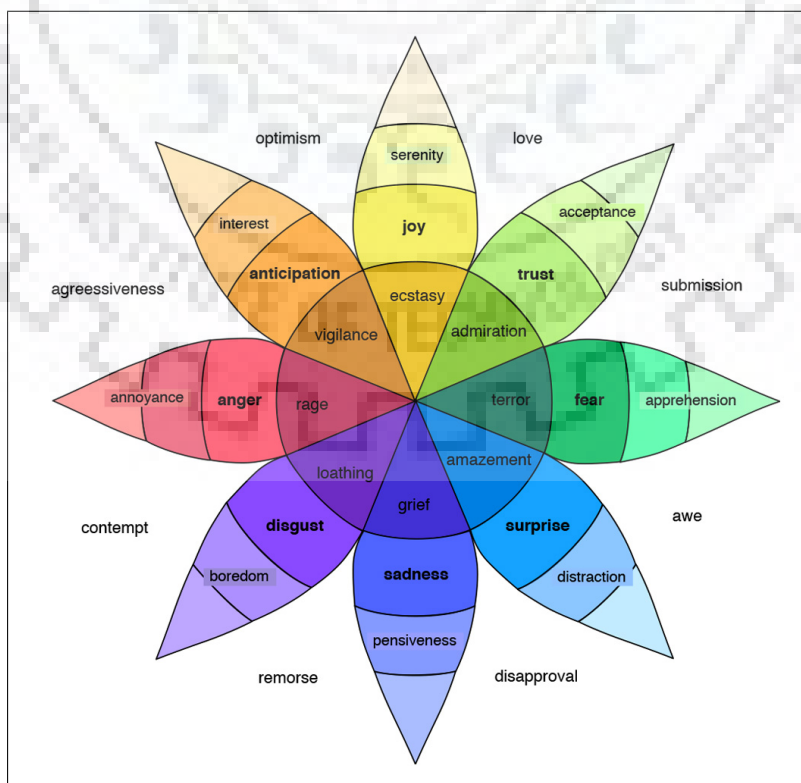 optimism
love
serenity
interest
acceptance
joy
anticipation
trust
agreessiveness
submission
ecstasy
vigilance
admiration
annoyance
anger
rage
terror
fear
apprehension
loathing
amazement
grief
contempt
disgust
surprise
awe
boredom
sadness
distraction
pensiveness
remorse
disapproval